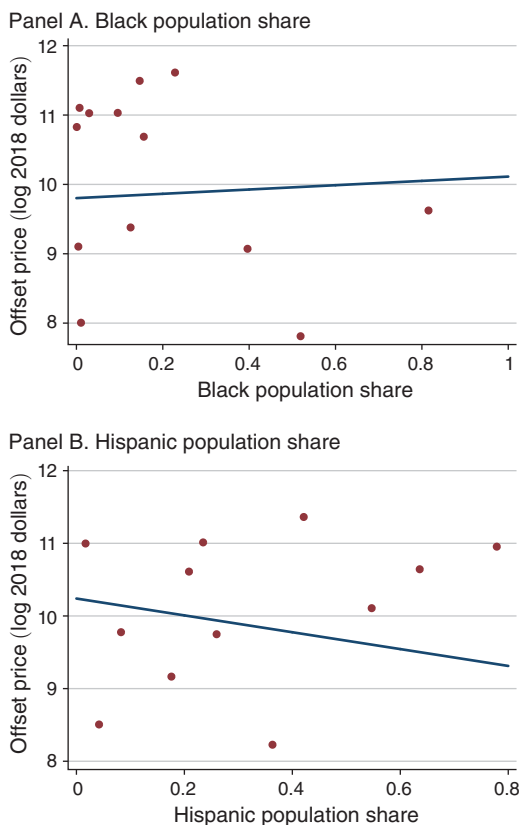 Panel A. Black population share
Offset price (log 2018 dollars)
12
11
10
9
8
0 0.2 0.4 0.6 0.8 1
Black population share
Panel B. Hispanic population share
Offset price (log 2018 dollars)
12
11
10
9
8
0 0.2 0.4 0.6 0.8
Hispanic population share